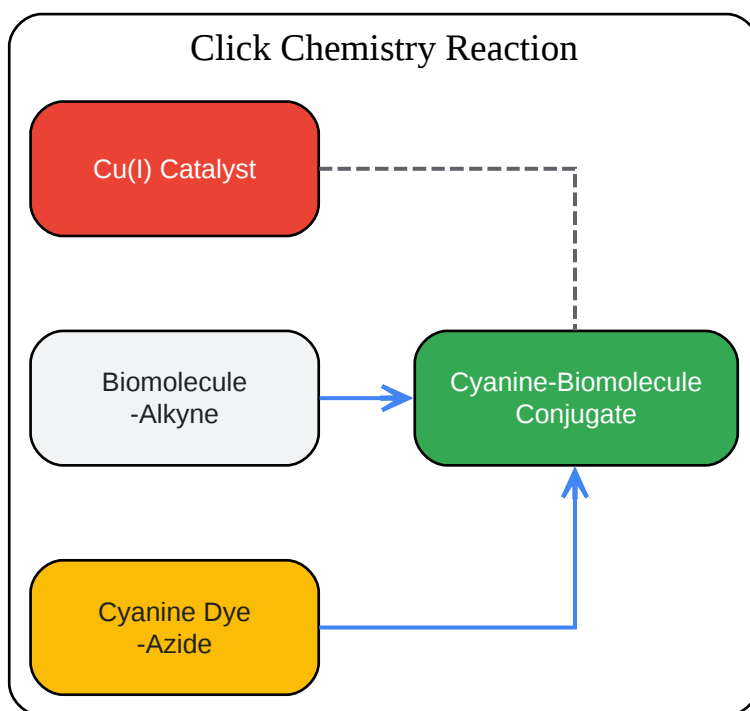 Click Chemistry Reaction
Cu(I) Catalyst
Biomolecule
-Alkyne
Cyanine-Biomolecule
Conjugate
Cyanine Dye
-Azide